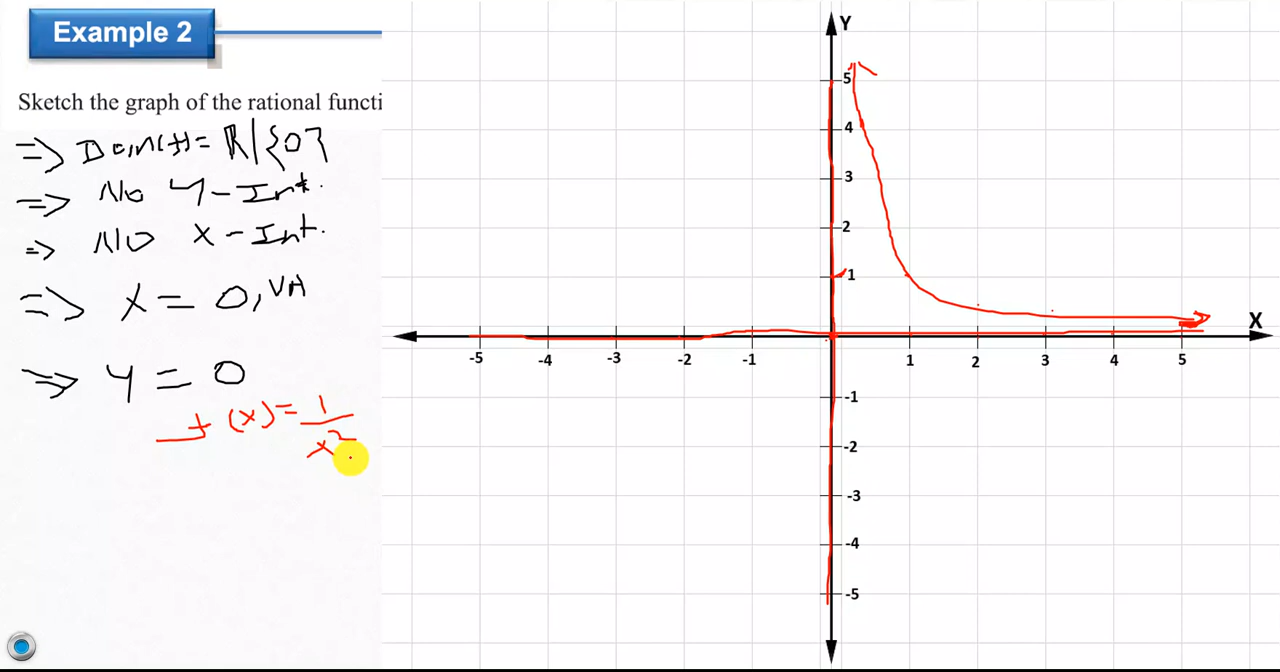 Example 2
Sketch the graph of the rational functi
⇒ Dom(f) = ℝ\{0}
⇒ No y-Int.
⇒ No x-Int.
⇒ x = 0, VA
⇒ y = 0
f(x) = 1/x²
Y
5
4
3
2
1
X
-5 -4 -3 -2 -1 1 2 3 4 5
-1
-2
-3
-4
-5